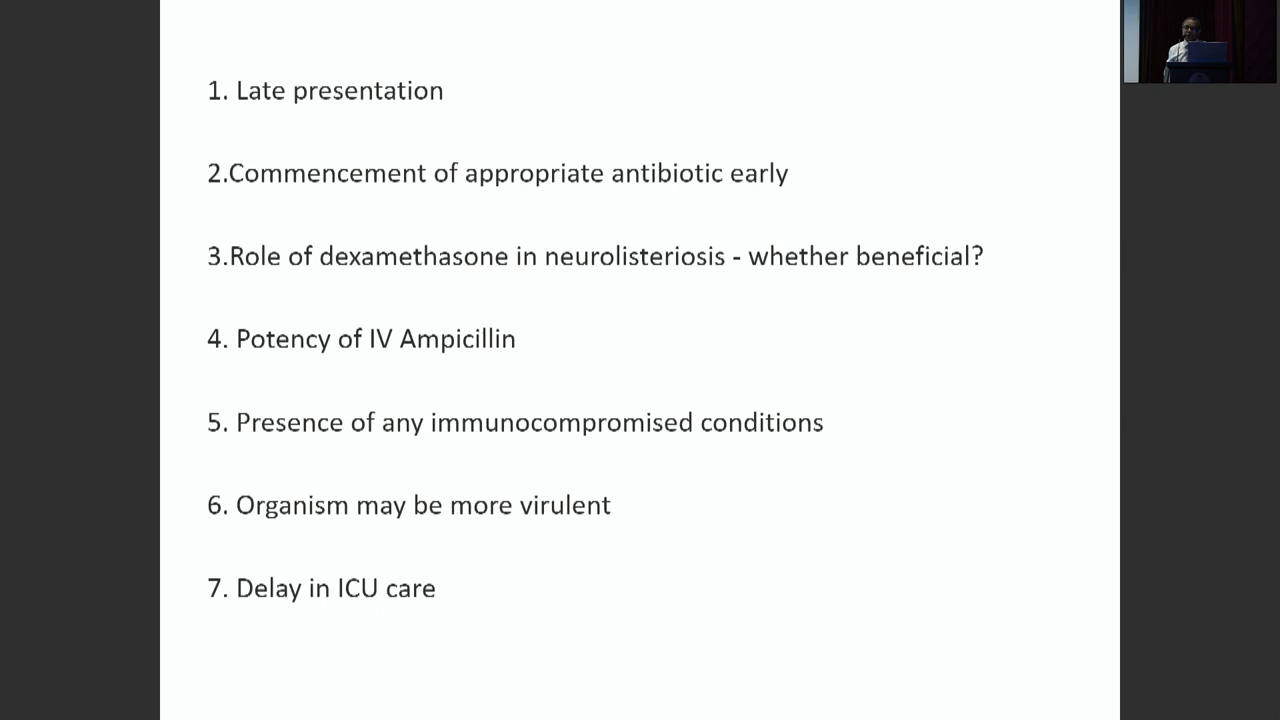 1. Late presentation
2.Commencement of appropriate antibiotic early
3.Role of dexamethasone in neurolisteriosis - whether beneficial?
4. Potency of IV Ampicillin
5. Presence of any immunocompromised conditions
6. Organism may be more virulent
7. Delay in ICU care